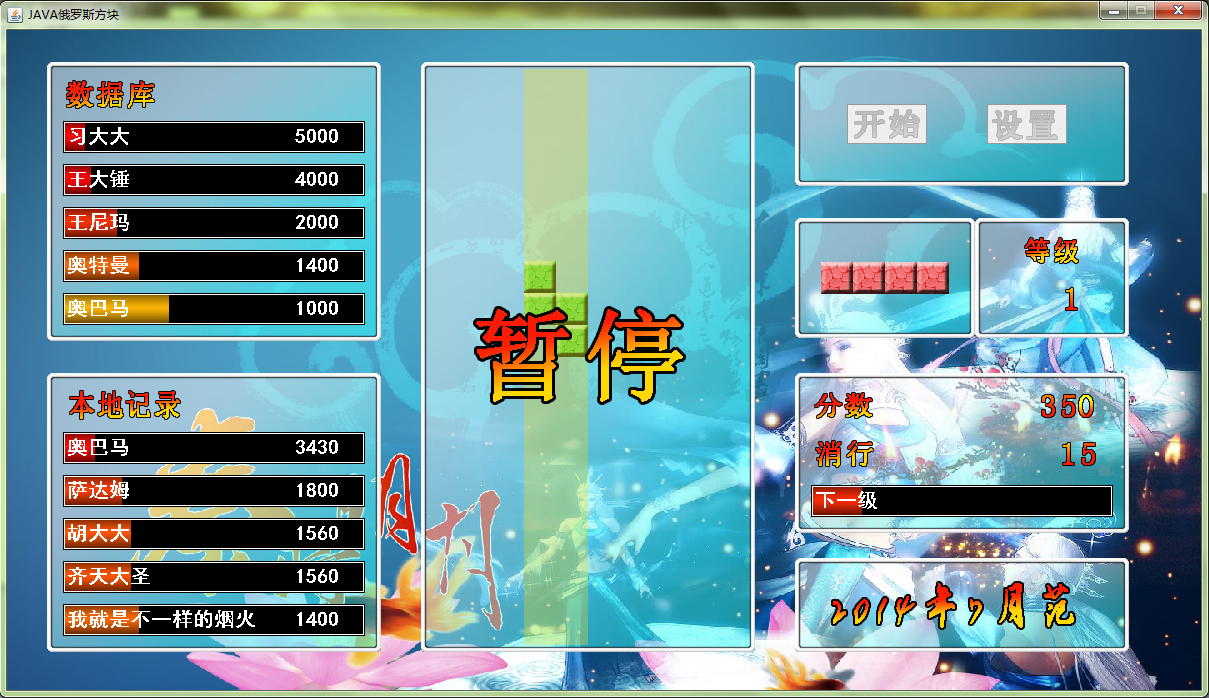 JAVA俄罗斯方块
数据库
习大大 5000
王大锤 4000
王尼玛 2000
奥特曼 1400
奥巴马 1000
本地记录
奥巴马 3430
萨达姆 1800
胡大大 1560
齐天大圣 1560
我就是不一样的烟火 1400
暂停
开始 设置
等级
1
分数 350
消行 15
下一级
2014年7月范